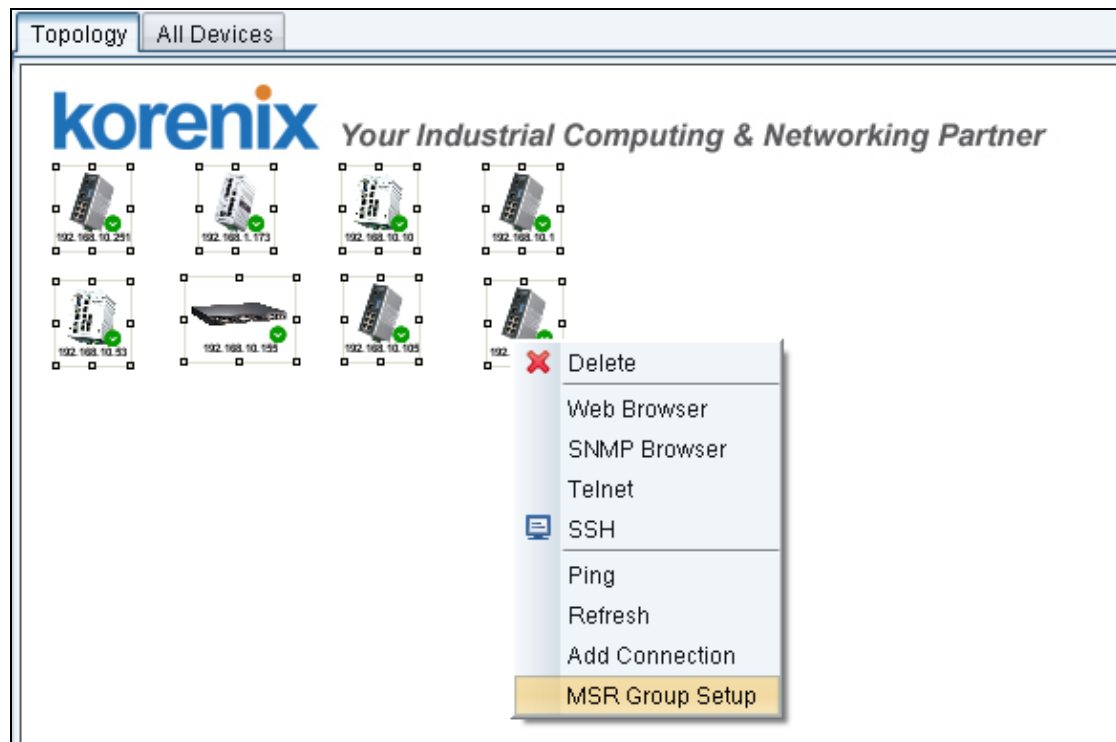 Topology All Devices
korenix Your Industrial Computing & Networking Partner
192.168.10.251 192.168.1.173 192.168.10.10 192.168.10.1
192.168.10.53 192.168.10.155 192.168.10.105 192.
Delete
Web Browser
SNMP Browser
Telnet
SSH
Ping
Refresh
Add Connection
MSR Group Setup